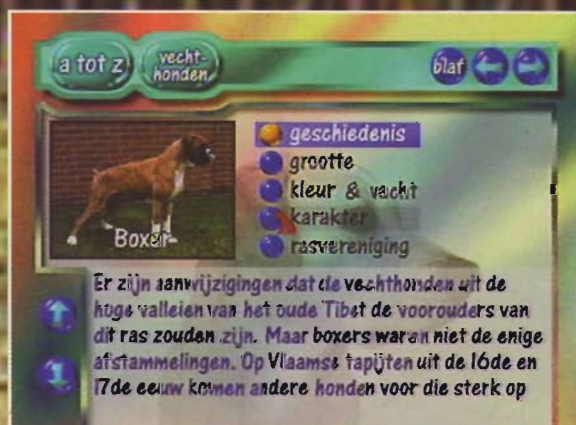 a tot z
vecht-
honden
blaf
Boxer
geschiedenis
grootte
kleur & vacht
karakter
rasvereniging
Er zijn aanwijzigingen dat de vechthonden uit de
hoge valleien van het oude Tibet de voorouders van
dit ras zouden zijn. Maar boxers waren niet de enige
afstammelingen. Op Vlaamse tapijten uit de 16de en
17de eeuw komen andere honden voor die sterk op